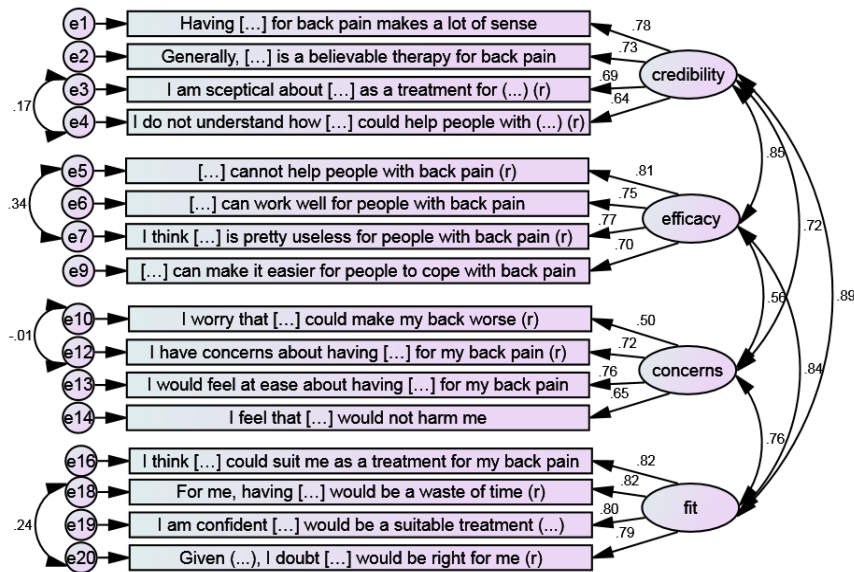 e1 Having [...] for back pain makes a lot of sense .78
e2 Generally, [...] is a believable therapy for back pain .73
credibility
e3 I am sceptical about [...] as a treatment for (...) (r) .69
.17
e4 I do not understand how [...] could help people with (...) (r) .64
.85
e5 [...] cannot help people with back pain (r) .81
.34
e6 [...] can work well for people with back pain .75
efficacy
.72
e7 I think [...] is pretty useless for people with back pain (r) .77
e9 [...] can make it easier for people to cope with back pain .70
.56
.89
e10 I worry that [...] could make my back worse (r) .50
-.01
e12 I have concerns about having [...] for my back pain (r) .72
concerns
.84
e13 I would feel at ease about having [...] for my back pain .76
e14 I feel that [...] would not harm me .65
.76
e16 I think [...] could suit me as a treatment for my back pain .82
e18 For me, having [...] would be a waste of time (r) .82
fit
.24
e19 I am confident [...] would be a suitable treatment (...) .80
e20 Given (...), I doubt [...] would be right for me (r) .79